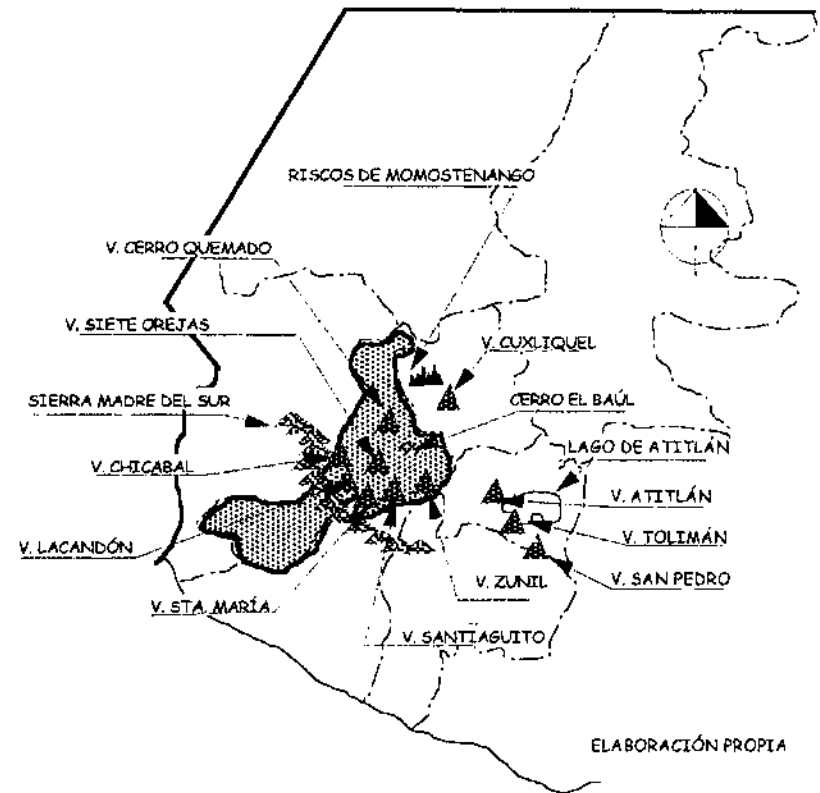 RISCOS DE MOMOSTENANGO
V. CERRO QUEMADO
V. SIETE OREJAS
V. CUXLIQUEL
SIERRA MADRE DEL SUR
CERRO EL BAÚL
LAGO DE ATITLÁN
V. CHICABAL
V. ATITLÁN
V. TOLIMÁN
V. LACANDÓN
V. ZUNIL
V. SAN PEDRO
V. STA. MARÍA
V. SANTIAGUITO
ELABORACIÓN PROPIA